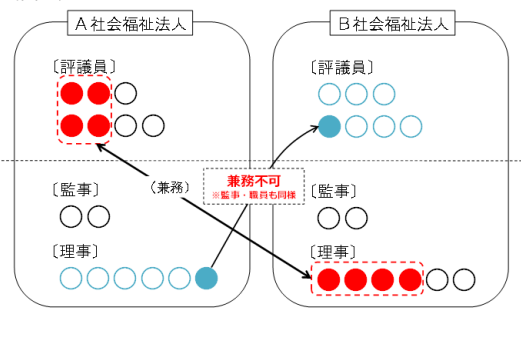 A社会福祉法人
B社会福祉法人
〔評議員〕
〔評議員〕
兼務不可
※監事・職員も同様
〔監事〕
（兼務）
〔監事〕
〔理事〕
〔理事〕